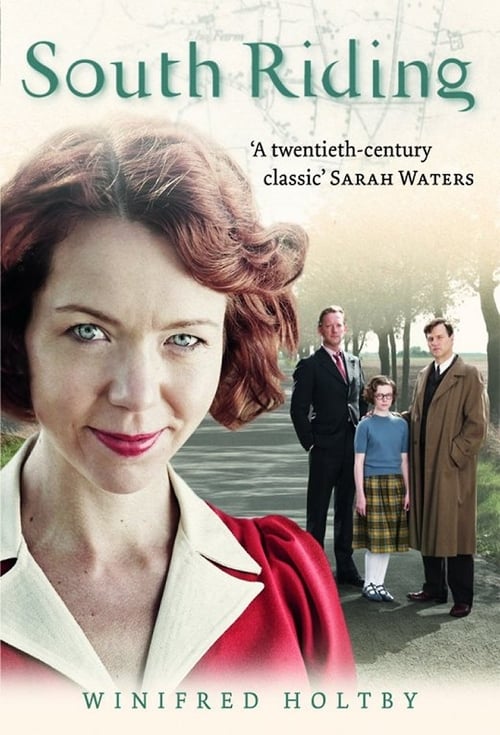 South Riding
‘A twentieth-century
classic’ SARAH WATERS
WINIFRED HOLTBY